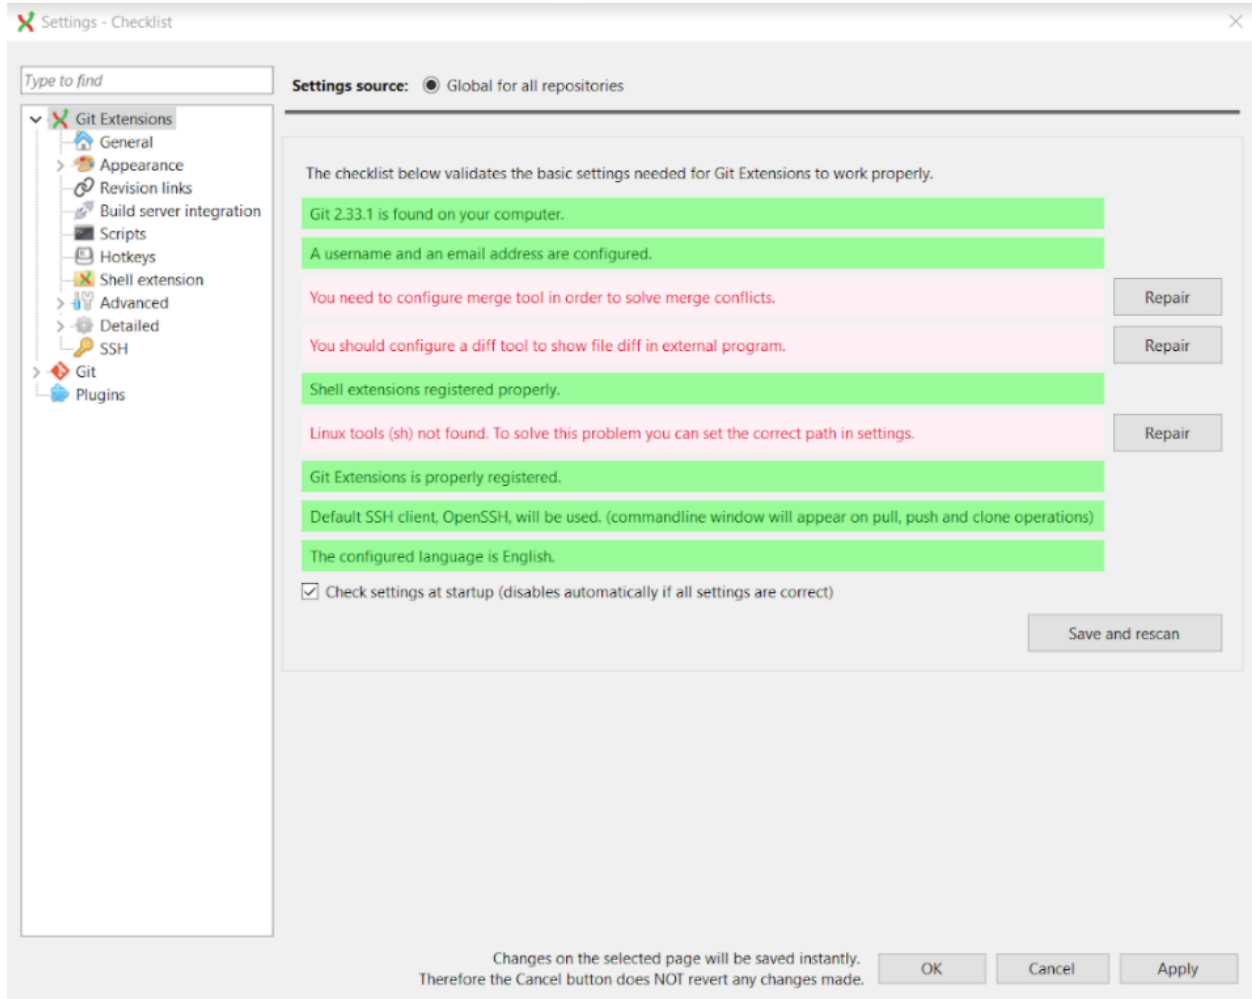 Settings - Checklist
Type to find
Settings source: Global for all repositories
Git Extensions
General
Appearance
Revision links
Build server integration
Scripts
Hotkeys
Shell extension
Advanced
Detailed
SSH
Git
Plugins
The checklist below validates the basic settings needed for Git Extensions to work properly.
Git 2.33.1 is found on your computer.
A username and an email address are configured.
You need to configure merge tool in order to solve merge conflicts.
Repair
You should configure a diff tool to show file diff in external program.
Repair
Shell extensions registered properly.
Linux tools (sh) not found. To solve this problem you can set the correct path in settings.
Repair
Git Extensions is properly registered.
Default SSH client, OpenSSH, will be used. (commandline window will appear on pull, push and clone operations)
The configured language is English.
Check settings at startup (disables automatically if all settings are correct)
Save and rescan
Changes on the selected page will be saved instantly.
Therefore the Cancel button does NOT revert any changes made.
OK
Cancel
Apply